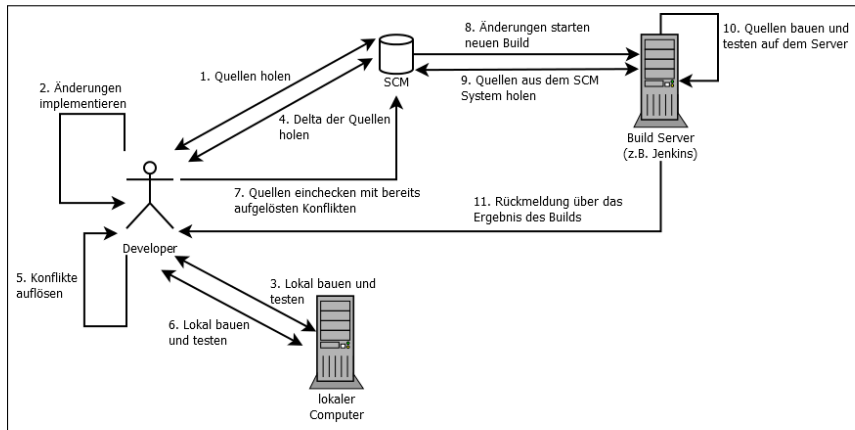 8. Änderungen starten
neuen Build
10. Quellen bauen und
testen auf dem Server
1. Quellen holen
SCM
9. Quellen aus dem SCM
System holen
2. Änderungen
implementieren
4. Delta der Quellen
holen
Build Server
(z.B. Jenkins)
7. Quellen einchecken mit bereits
aufgelösten Konflikten
11. Rückmeldung über das
Ergebnis des Builds
Developer
5. Konflikte
auflösen
3. Lokal bauen und
testen
6. Lokal bauen
und testen
lokaler
Computer